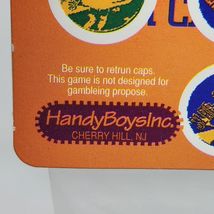 Be sure to retrun caps.
This game is not designed for
gambleing propose.
HandyBoysInc.
CHERRY HILL, NJ